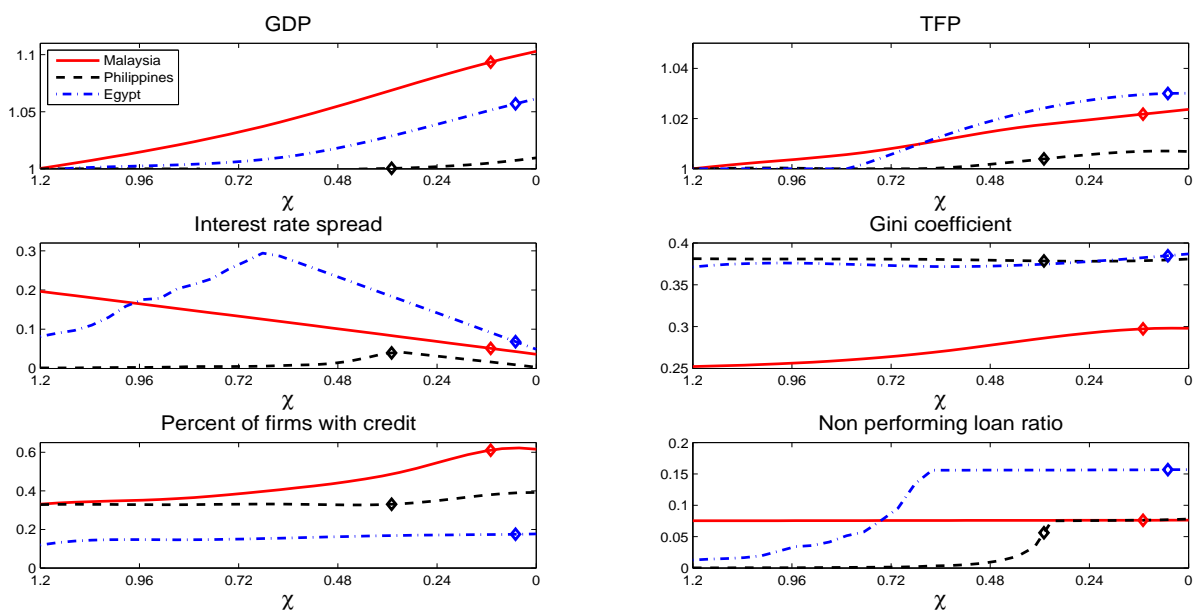 GDP
1.1
1.05
1
Malaysia
Philippines
Egypt
1.2 0.96 0.72 0.48 0.24 0
χ
TFP
1.04
1.02
1
1.2 0.96 0.72 0.48 0.24 0
χ
Interest rate spread
0.3
0.2
0.1
0
1.2 0.96 0.72 0.48 0.24 0
χ
Gini coefficient
0.4
0.35
0.3
0.25
1.2 0.96 0.72 0.48 0.24 0
χ
Percent of firms with credit
0.6
0.4
0.2
0
1.2 0.96 0.72 0.48 0.24 0
χ
Non performing loan ratio
0.2
0.15
0.1
0.05
0
1.2 0.96 0.72 0.48 0.24 0
χ